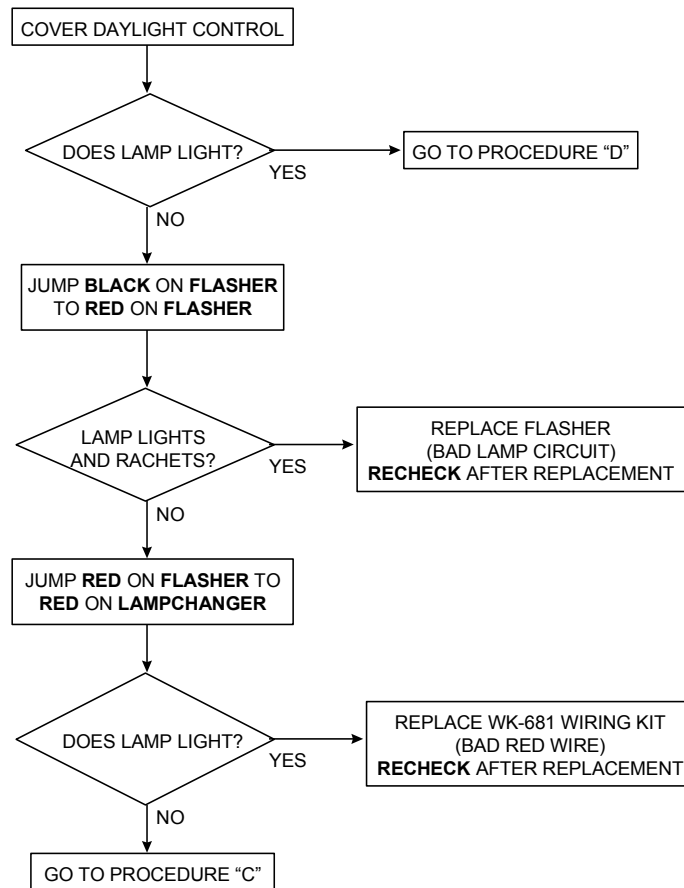 COVER DAYLIGHT CONTROL
DOES LAMP LIGHT?
YES
GO TO PROCEDURE “D”
NO
JUMP BLACK ON FLASHER
TO RED ON FLASHER
LAMP LIGHTS
AND RACHETS?
YES
REPLACE FLASHER
(BAD LAMP CIRCUIT)
RECHECK AFTER REPLACEMENT
NO
JUMP RED ON FLASHER TO
RED ON LAMPCHANGER
DOES LAMP LIGHT?
YES
REPLACE WK-681 WIRING KIT
(BAD RED WIRE)
RECHECK AFTER REPLACEMENT
NO
GO TO PROCEDURE “C”